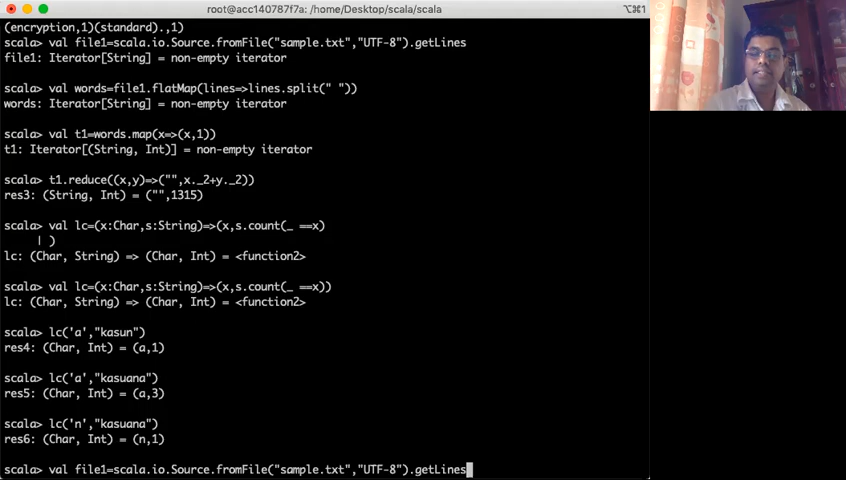 root@acc140787f7a: /home/Desktop/scala/scala
⌥⌘1
(encryption,1)(standard).,1)
scala> val file1=scala.io.Source.fromFile("sample.txt","UTF-8").getLines
file1: Iterator[String] = non-empty iterator
scala> val words=file1.flatMap(lines=>lines.split(" "))
words: Iterator[String] = non-empty iterator
scala> val t1=words.map(x=>(x,1))
t1: Iterator[(String, Int)] = non-empty iterator
scala> t1.reduce((x,y)=>("",x._2+y._2))
res3: (String, Int) = ("",1315)
scala> val lc=(x:Char,s:String)=>(x,s.count(_ ==x)
| )
lc: (Char, String) => (Char, Int) = <function2>
scala> val lc=(x:Char,s:String)=>(x,s.count(_ ==x))
lc: (Char, String) => (Char, Int) = <function2>
scala> lc('a',"kasun")
res4: (Char, Int) = (a,1)
scala> lc('a',"kasuana")
res5: (Char, Int) = (a,3)
scala> lc('n',"kasuana")
res6: (Char, Int) = (n,1)
scala> val file1=scala.io.Source.fromFile("sample.txt","UTF-8").getLines